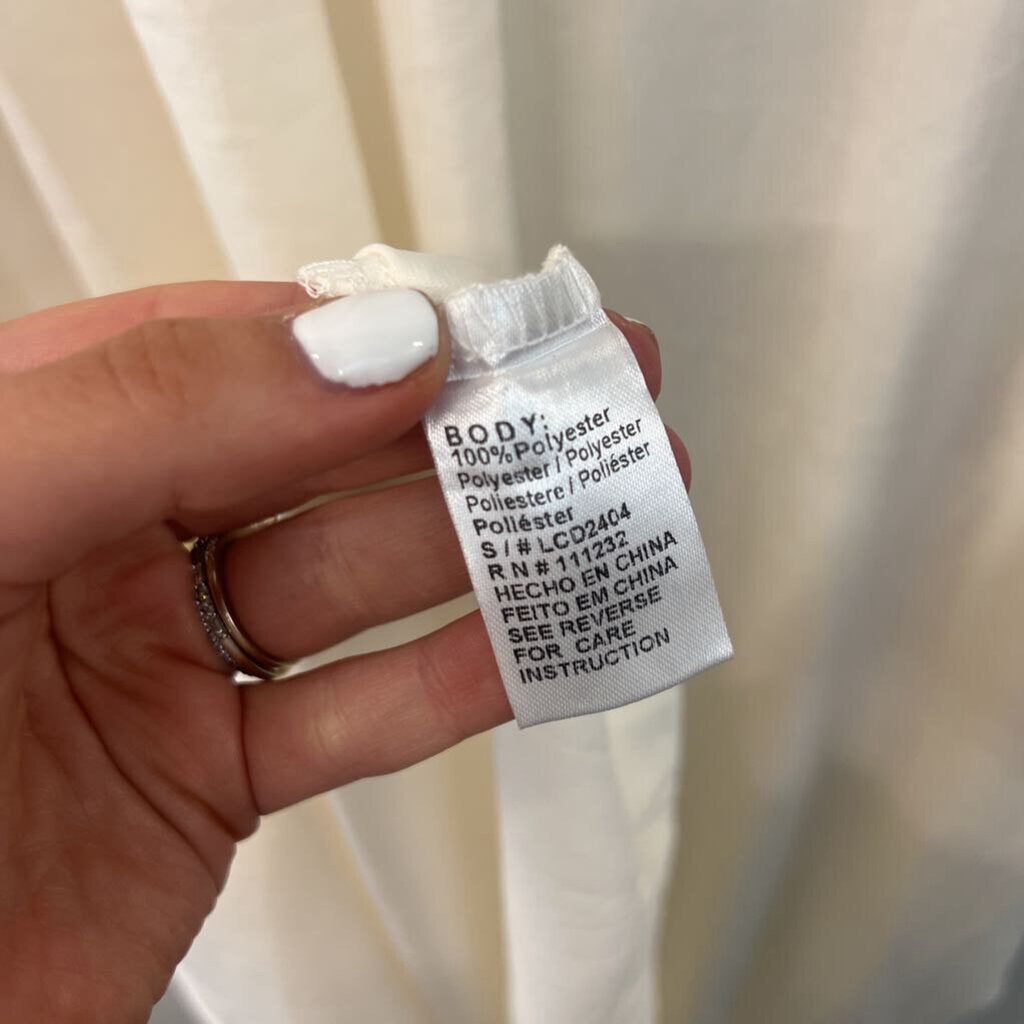 BODY:
100%Polyester
Polyester / Polyester
Poliestere / Poliéster
Poliéster
S / # LCD2404
RN # 111232
HECHO EN CHINA
FEITO EM CHINA
SEE REVERSE
FOR CARE
INSTRUCTION